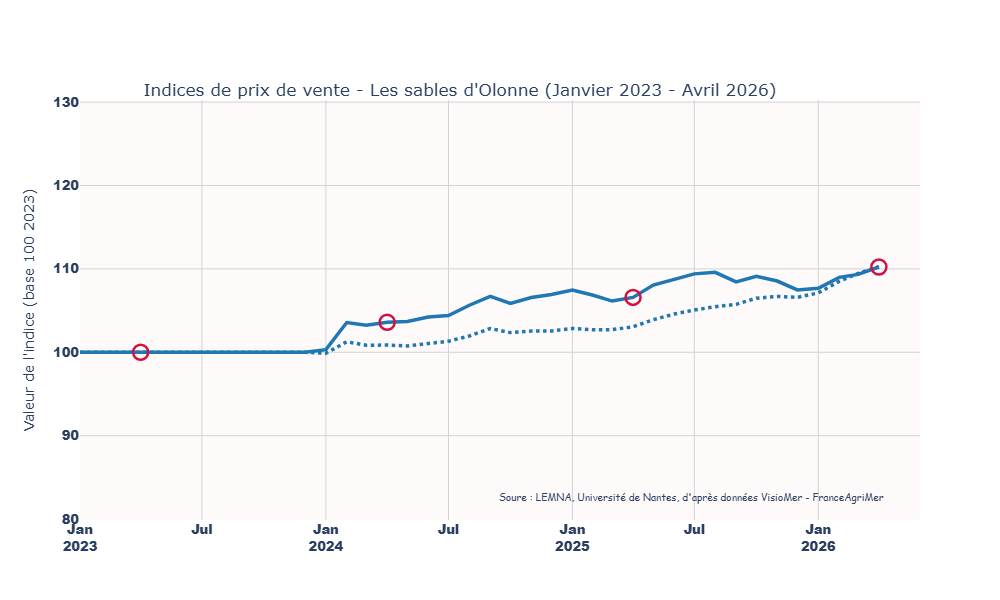 Indices de prix de vente - Les sables d'Olonne (Janvier 2023 - Avril 2026)
Valeur de l'indice (base 100 2023)
130
120
110
100
90
80
Soure : LEMNA, Université de Nantes, d'après données VisioMer - FranceAgriMer
Jan Jul Jan Jul Jan Jul Jan
2023 2024 2025 2026